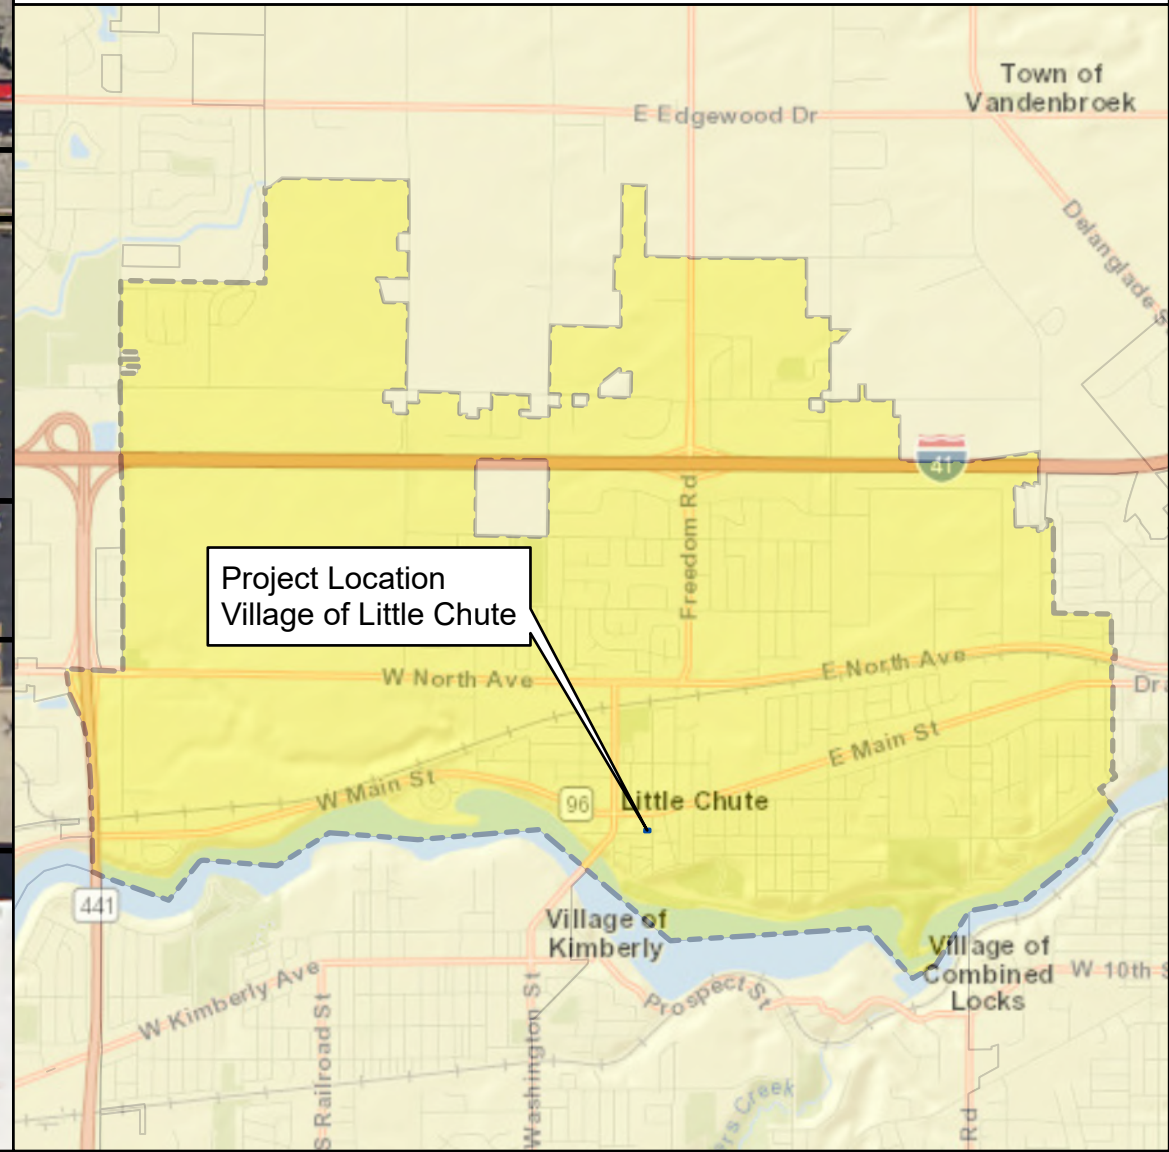 Town of
Vandenbroek
E Edgewood Dr
Delanglade S
41
Freedom Rd
Project Location
Village of Little Chute
W North Ave
E North Ave
Dr
E Main St
W Main St
96
Little Chute
441
Village of
Kimberly
Village of
Combined
Locks
W 10th S
W Kimberly Ave
Prospect St
S Railroad St
Washington St
ers Creek
Rd